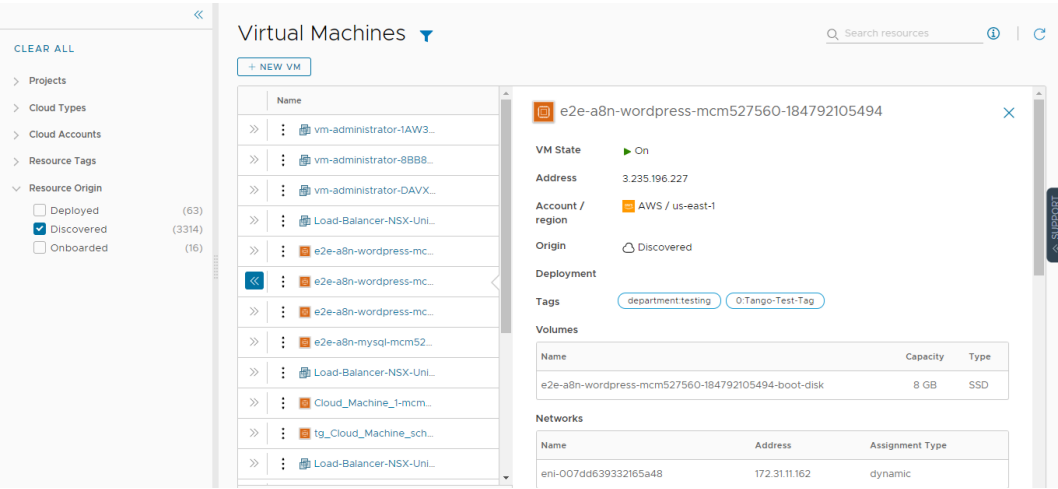 CLEAR ALL
Projects
Cloud Types
Cloud Accounts
Resource Tags
Resource Origin
Deployed (63)
Discovered (3314)
Onboarded (16)
Virtual Machines
Search resources
+ NEW VM
Name
vm-administrator-1AW3...
vm-administrator-8BB8...
vm-administrator-DAVX...
Load-Balancer-NSX-Uni...
e2e-a8n-wordpress-mc...
e2e-a8n-wordpress-mc...
e2e-a8n-wordpress-mc...
e2e-a8n-mysql-mcm52...
Load-Balancer-NSX-Uni...
Cloud_Machine_1-mcm...
tg_Cloud_Machine_sch...
Load-Balancer-NSX-Uni...
e2e-a8n-wordpress-mcm527560-184792105494
VM State On
Address 3.235.196.227
Account / region AWS / us-east-1
Origin Discovered
Deployment
Tags department:testing 0:Tango-Test-Tag
Volumes
Name Capacity Type
e2e-a8n-wordpress-mcm527560-184792105494-boot-disk 8 GB SSD
Networks
Name Address Assignment Type
eni-007dd639332165a48 172.31.11.162 dynamic
SUPPORT